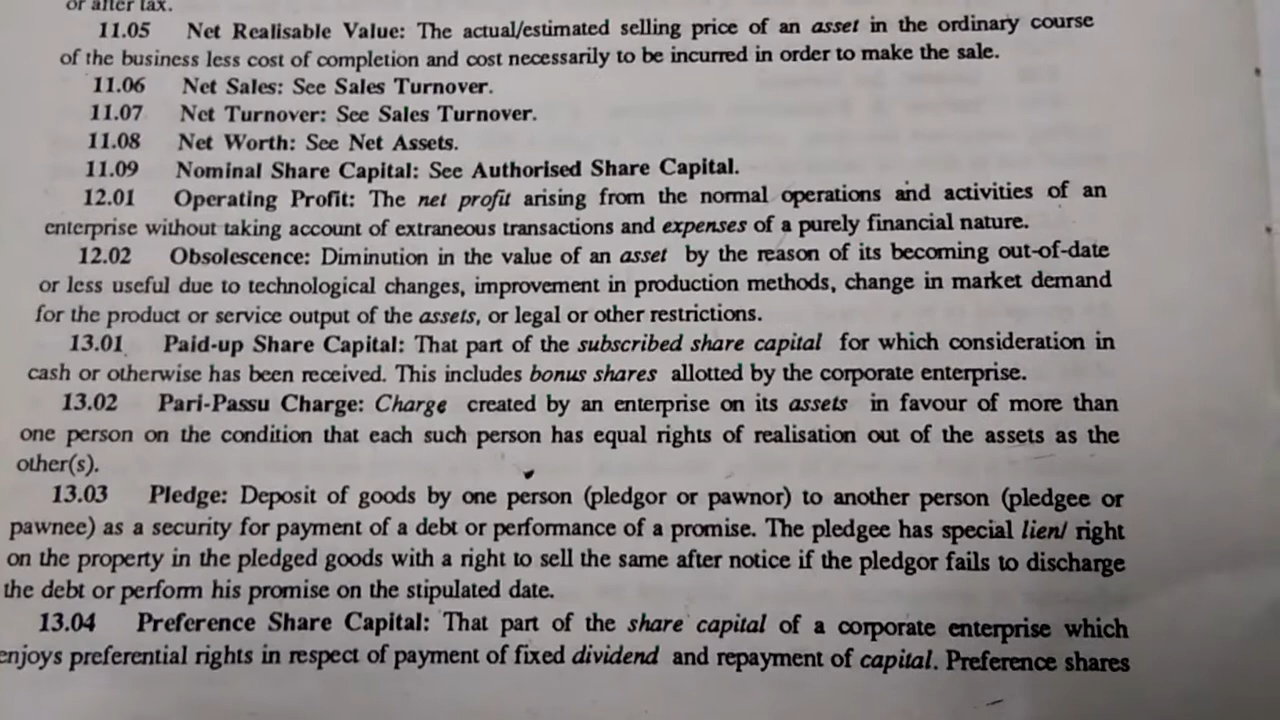 or after tax.
11.05 Net Realisable Value: The actual/estimated selling price of an asset in the ordinary course
of the business less cost of completion and cost necessarily to be incurred in order to make the sale.
11.06 Net Sales: See Sales Turnover.
11.07 Net Turnover: See Sales Turnover.
11.08 Net Worth: See Net Assets.
11.09 Nominal Share Capital: See Authorised Share Capital.
12.01 Operating Profit: The net profit arising from the normal operations and activities of an
enterprise without taking account of extraneous transactions and expenses of a purely financial nature.
12.02 Obsolescence: Diminution in the value of an asset by the reason of its becoming out-of-date
or less useful due to technological changes, improvement in production methods, change in market demand
for the product or service output of the assets, or legal or other restrictions.
13.01 Paid-up Share Capital: That part of the subscribed share capital for which consideration in
cash or otherwise has been received. This includes bonus shares allotted by the corporate enterprise.
13.02 Pari-Passu Charge: Charge created by an enterprise on its assets in favour of more than
one person on the condition that each such person has equal rights of realisation out of the assets as the
other(s).
13.03 Pledge: Deposit of goods by one person (pledgor or pawnor) to another person (pledgee or
pawnee) as a security for payment of a debt or performance of a promise. The pledgee has special lien/ right
on the property in the pledged goods with a right to sell the same after notice if the pledgor fails to discharge
the debt or perform his promise on the stipulated date.
13.04 Preference Share Capital: That part of the share capital of a corporate enterprise which
enjoys preferential rights in respect of payment of fixed dividend and repayment of capital. Preference shares